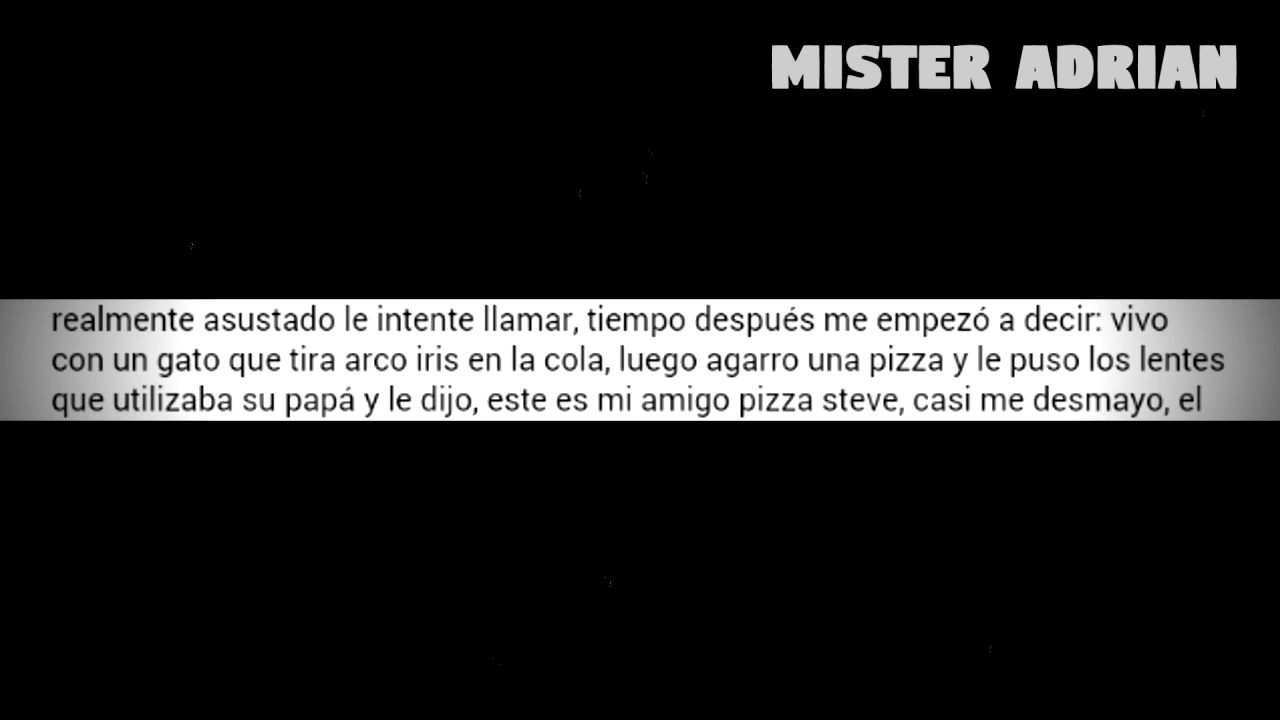 MISTER ADRIAN
realmente asustado le intente llamar, tiempo después me empezó a decir: vivo
con un gato que tira arco iris en la cola, luego agarro una pizza y le puso los lentes
que utilizaba su papá y le dijo, este es mi amigo pizza steve, casi me desmayo, el